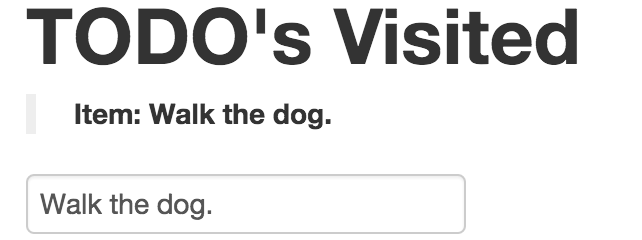 TODO's Visited
Item: Walk the dog.
Walk the dog.